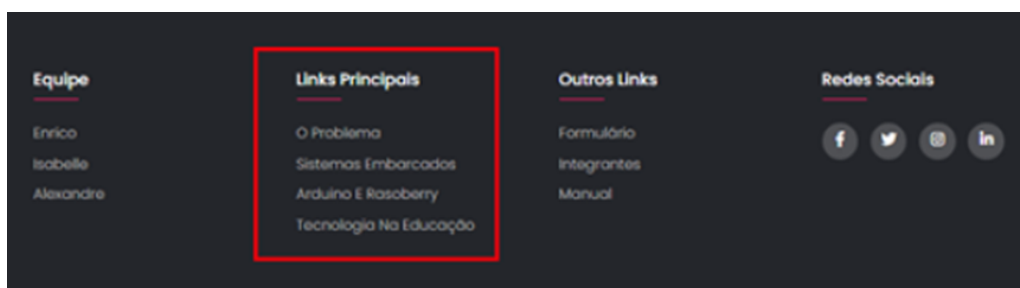 Equipe
Enrico
Isabelle
Alexandre
Links Principais
O Problema
Sistemas Embarcados
Arduino E Rasoberry
Tecnologia Na Educação
Outros Links
Formulário
Integrantes
Manual
Redes Sociais